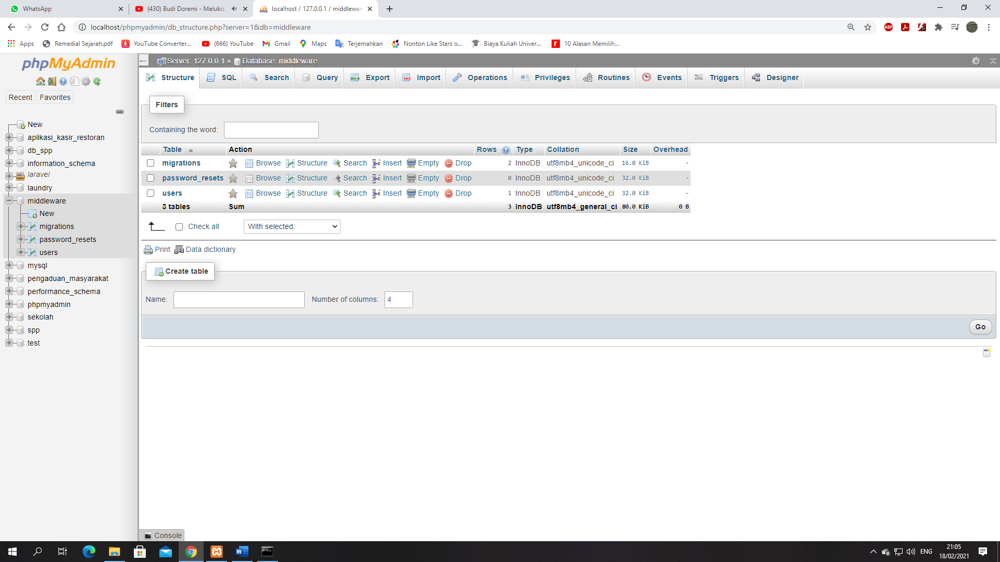 WhatsApp
(430) Budi Doremi - Melukis
localhost / 127.0.0.1 / middleware
localhost/phpmyadmin/db_structure.php?server=1&db=middleware
ABP
Apps
Remedial Sejarah.pdf
YouTube Converter...
(666) YouTube
Gmail
Maps
Terjemahkan
Nonton Like Stars o...
Biaya Kuliah Univer...
10 Alasan Memilih...
phpMyAdmin
Recent
Favorites
New
aplikasi_kasir_restoran
db_spp
information_schema
laravel
laundry
middleware
New
migrations
password_resets
users
mysql
pengaduan_masyarakat
performance_schema
phpmyadmin
sekolah
spp
test
Server: 127.0.0.1 » Database: middleware
Structure SQL Search Query Export Import Operations Privileges Routines Events Triggers Designer
Filters
Containing the word:
Table Action Rows Type Collation Size Overhead
migrations Browse Structure Search Insert Empty Drop 2 InnoDB utf8mb4_unicode_ci 16.0 KiB -
password_resets Browse Structure Search Insert Empty Drop 0 InnoDB utf8mb4_unicode_ci 32.0 KiB -
users Browse Structure Search Insert Empty Drop 1 InnoDB utf8mb4_unicode_ci 32.0 KiB -
3 tables Sum 3 InnoDB utf8mb4_general_ci 80.0 KiB 0 B
Check all
With selected:
Print Data dictionary
Create table
Name:
Number of columns: 4
Go
Console
ENG
21:05
18/02/2021